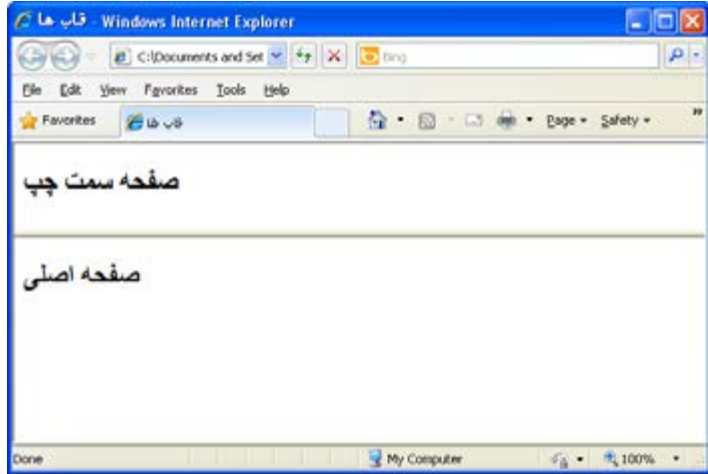 قاب ها - Windows Internet Explorer
C:\Documents and Set
bing
File Edit View Favorites Tools Help
Favorites
قاب ها
Page Safety »
صفحه سمت چپ
صفحه اصلی
Done
My Computer
100%